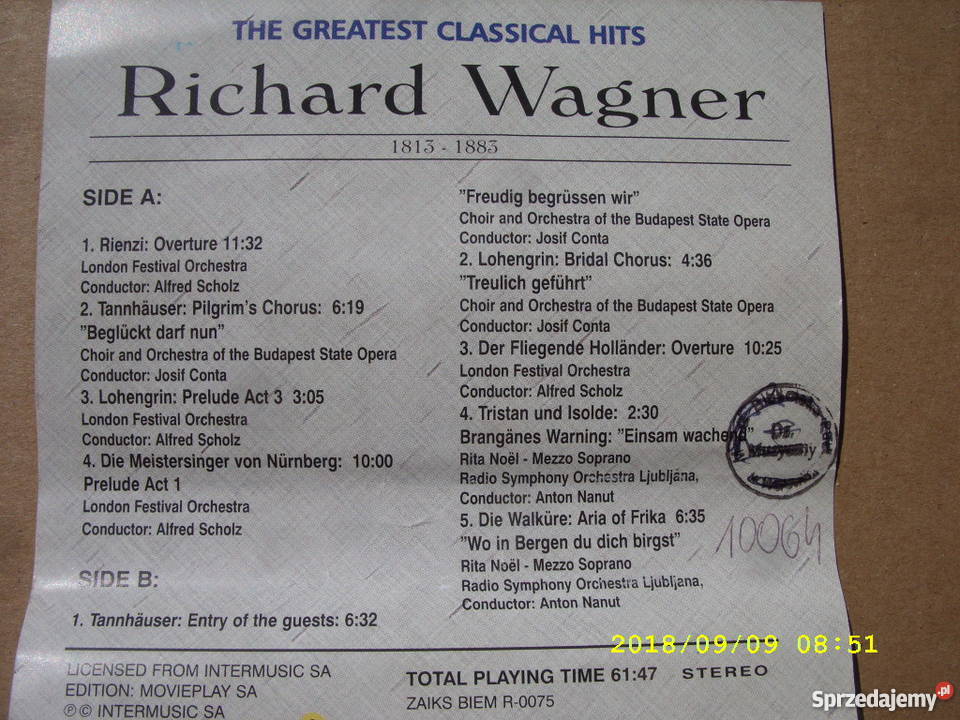 THE GREATEST CLASSICAL HITS
Richard Wagner
1813 - 1883
SIDE A:
1. Rienzi: Overture 11:32
London Festival Orchestra
Conductor: Alfred Scholz
2. Tannhäuser: Pilgrim's Chorus: 6:19
"Beglückt darf nun"
Choir and Orchestra of the Budapest State Opera
Conductor: Josif Conta
3. Lohengrin: Prelude Act 3 3:05
London Festival Orchestra
Conductor: Alfred Scholz
4. Die Meistersinger von Nürnberg: 10:00
Prelude Act 1
London Festival Orchestra
Conductor: Alfred Scholz
SIDE B:
1. Tannhäuser: Entry of the guests: 6:32
"Freudig begrüssen wir"
Choir and Orchestra of the Budapest State Opera
Conductor: Josif Conta
2. Lohengrin: Bridal Chorus: 4:36
"Treulich geführt"
Choir and Orchestra of the Budapest State Opera
Conductor: Josif Conta
3. Der Fliegende Holländer: Overture 10:25
London Festival Orchestra
Conductor: Alfred Scholz
4. Tristan und Isolde: 2:30
Brangänes Warning: "Einsam wachend"
Rita Noël - Mezzo Soprano
Radio Symphony Orchestra Ljubljana,
Conductor: Anton Nanut
5. Die Walküre: Aria of Frika 6:35
"Wo in Bergen du dich birgst"
Rita Noël - Mezzo Soprano
Radio Symphony Orchestra Ljubljana,
Conductor: Anton Nanut
10064
2018/09/09 08:51
LICENSED FROM INTERMUSIC SA
EDITION: MOVIEPLAY SA
℗© INTERMUSIC SA
TOTAL PLAYING TIME 61:47 STEREO
ZAIKS BIEM R-0075
Sprzedajemy.pl